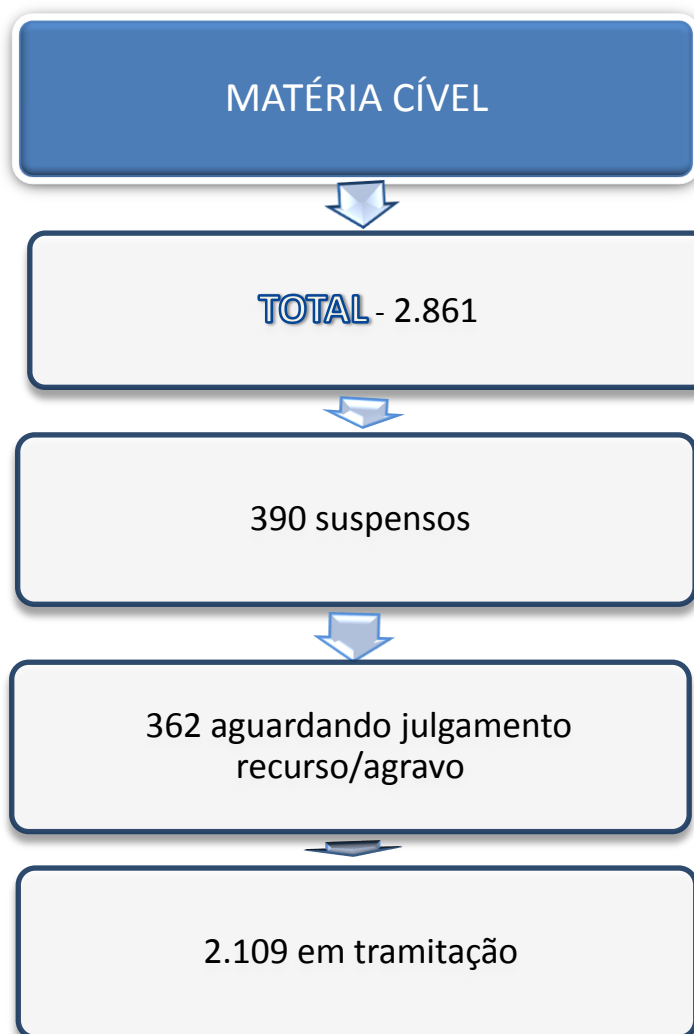 MATÉRIA CÍVEL
TOTAL - 2.861
390 suspensos
362 aguardando julgamento
recurso/agravo
2.109 em tramitação